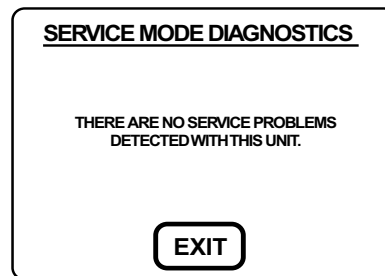 SERVICE MODE DIAGNOSTICS
THERE ARE NO SERVICE PROBLEMS
DETECTED WITH THIS UNIT.
EXIT